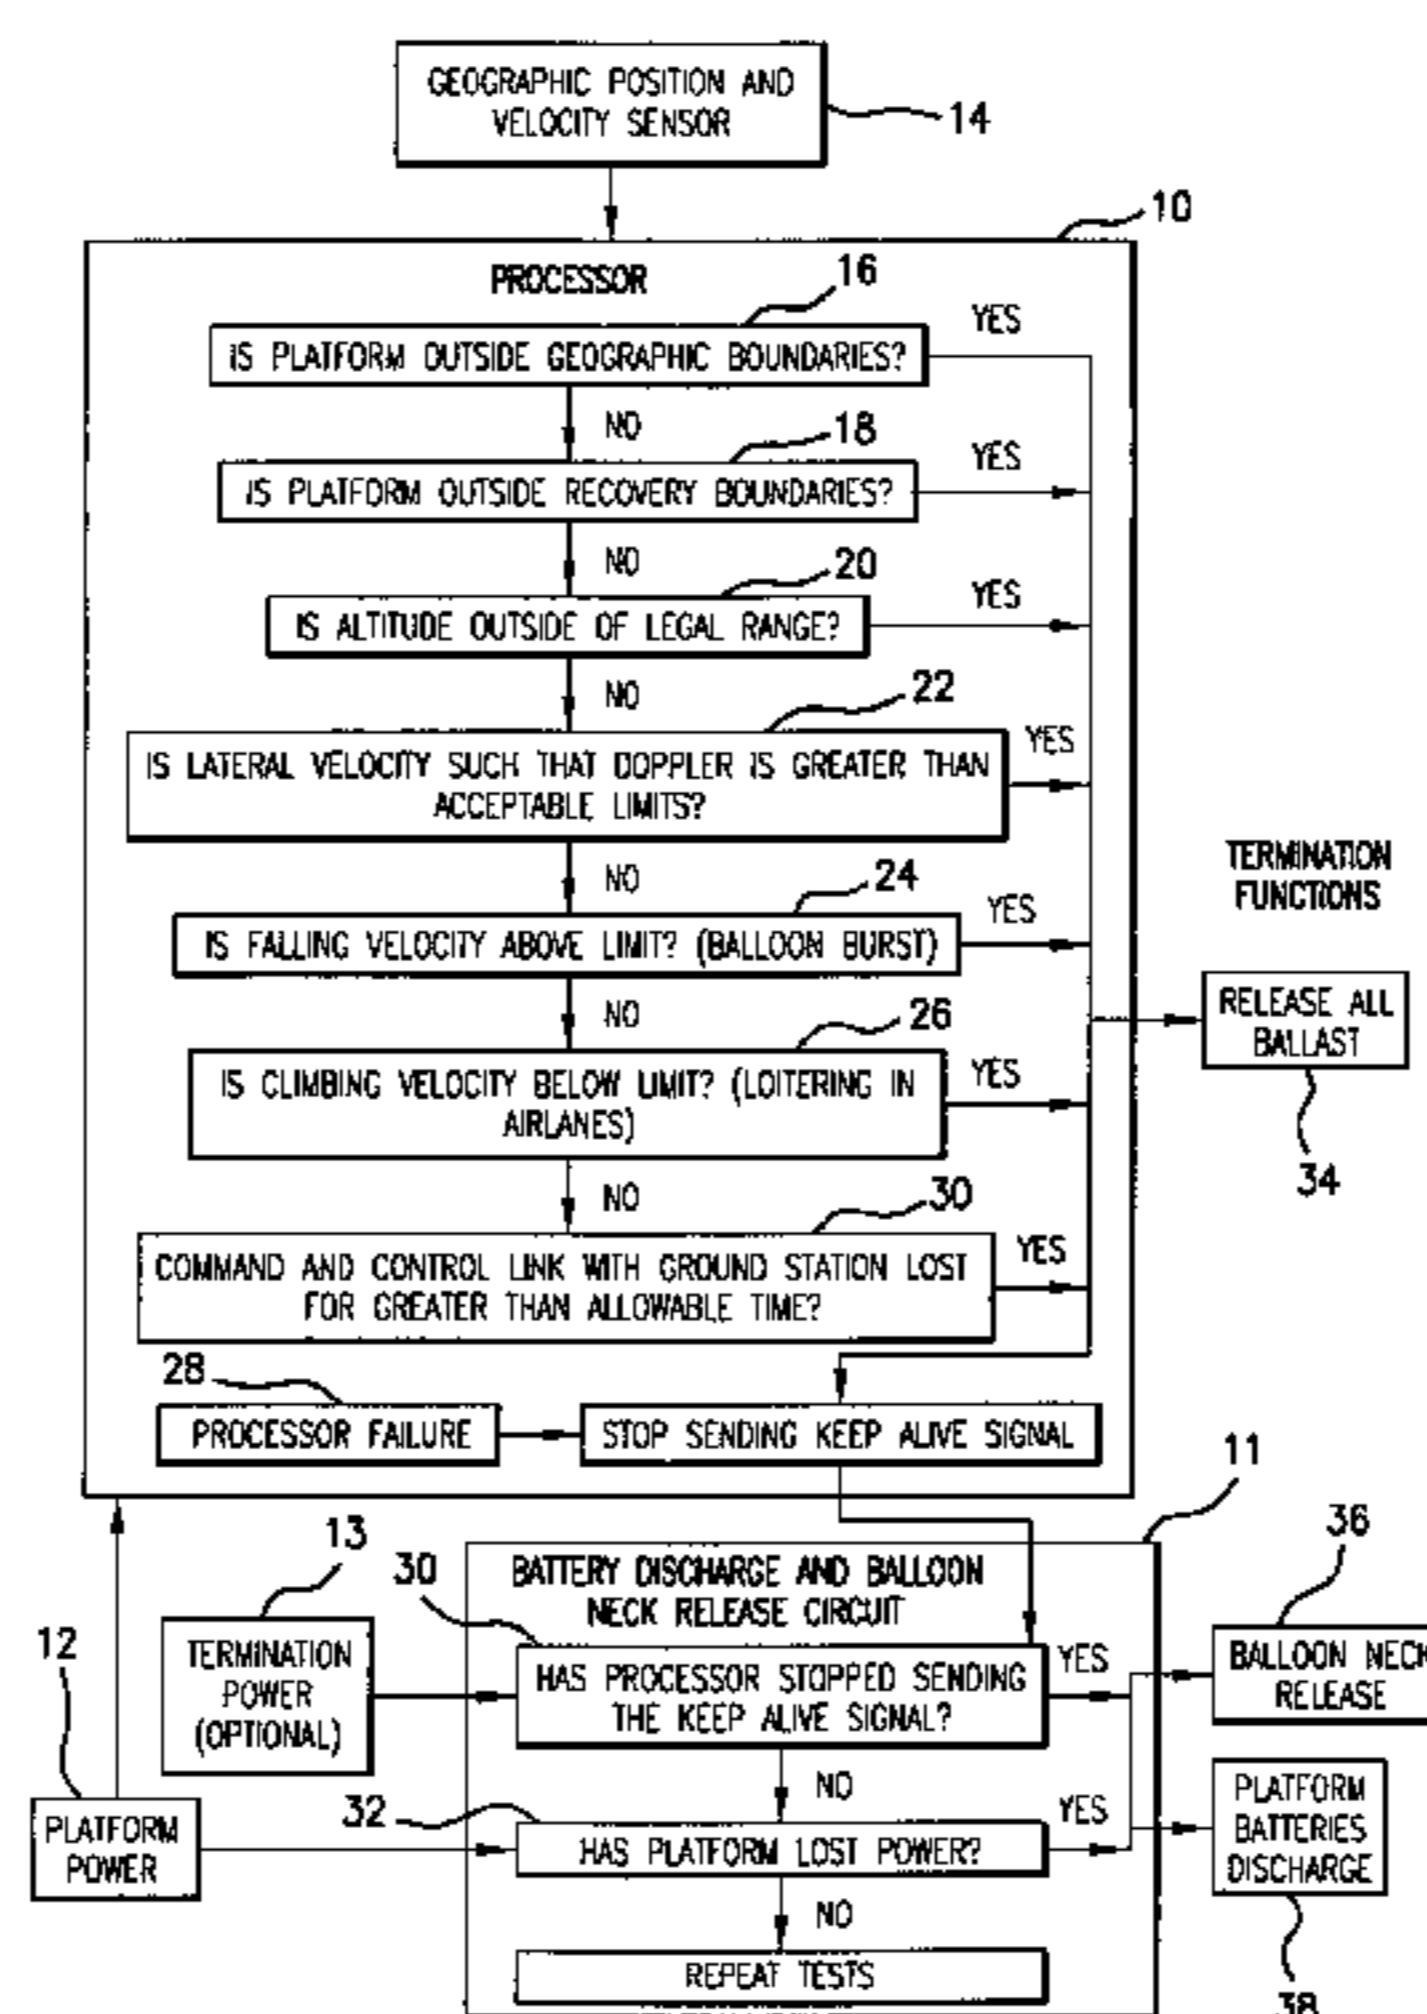 GEOGRAPHIC POSITION AND
VELOCITY SENSOR
14
10
PROCESSOR
16
IS PLATFORM OUTSIDE GEOGRAPHIC BOUNDARIES?
YES
NO
18
IS PLATFORM OUTSIDE RECOVERY BOUNDARIES?
YES
NO
20
IS ALTITUDE OUTSIDE OF LEGAL RANGE?
YES
NO
22
IS LATERAL VELOCITY SUCH THAT DOPPLER IS GREATER THAN
ACCEPTABLE LIMITS?
YES
NO
24
IS FALLING VELOCITY ABOVE LIMIT? (BALLOON BURST)
YES
NO
26
IS CLIMBING VELOCITY BELOW LIMIT? (LOITERING IN
AIRLANES)
YES
NO
30
COMMAND AND CONTROL LINK WITH GROUND STATION LOST
FOR GREATER THAN ALLOWABLE TIME?
YES
TERMINATION
FUNCTIONS
RELEASE ALL
BALLAST
34
28
PROCESSOR FAILURE
STOP SENDING KEEP ALIVE SIGNAL
11
BATTERY DISCHARGE AND BALLOON
NECK RELEASE CIRCUIT
13
TERMINATION
POWER
(OPTIONAL)
30
HAS PROCESSOR STOPPED SENDING
THE KEEP ALIVE SIGNAL?
YES
NO
36
BALLOON NECK
RELEASE
12
PLATFORM
POWER
32
HAS PLATFORM LOST POWER?
YES
NO
PLATFORM
BATTERIES
DISCHARGE
38
REPEAT TESTS